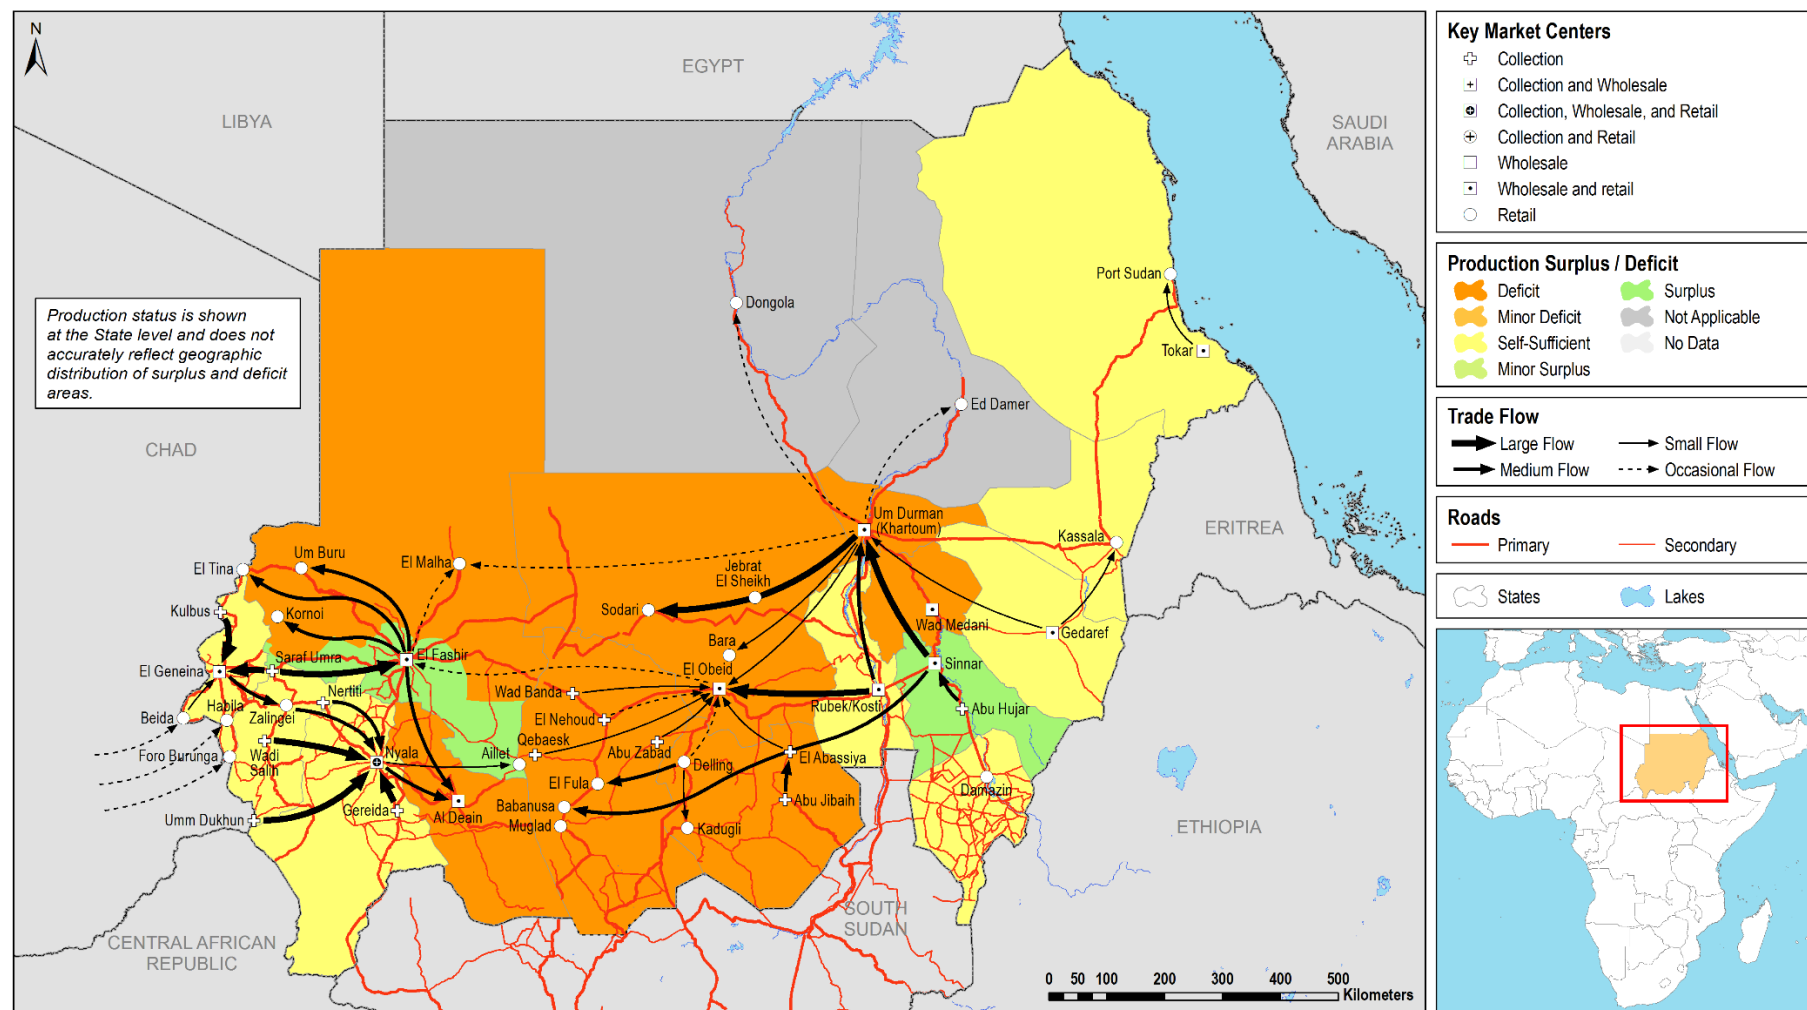 N
EGYPT
LIBYA
SAUDI
ARABIA
Port Sudan
Dongola
Production status is shown
at the State level and does not
accurately reflect geographic
distribution of surplus and deficit
areas.
Tokar
Ed Damer
CHAD
Um Durman
(Khartoum)
ERITREA
Kassala
Um Buru
El Tina
El Malha
Jebrat
El Sheikh
Kulbus
Kornoi
Sodari
Wad Medani
Gedaref
Bara
El Geneina
Saraf Umra
El Fashir
El Obeid
Sinnar
Nertiti
Wad Banda
Rubek/Kosti
Abu Hujar
Beida
Habila
Zalingei
El Nehoud
Foro Burunga
Wadi
Salih
Nyala
Aillet
Qebaesk
Abu Zabad
Delling
El Abassiya
El Fula
Damazin
Umm Dukhun
Gereida
Al Deain
Babanusa
Muglad
Kadugli
Abu Jibaih
ETHIOPIA
SOUTH
SUDAN
CENTRAL AFRICAN
REPUBLIC
0 50 100 200 300 400 500
Kilometers
Key Market Centers
Collection
Collection and Wholesale
Collection, Wholesale, and Retail
Collection and Retail
Wholesale
Wholesale and retail
Retail
Production Surplus / Deficit
Deficit
Surplus
Minor Deficit
Not Applicable
Self-Sufficient
No Data
Minor Surplus
Trade Flow
Large Flow
Small Flow
Medium Flow
Occasional Flow
Roads
Primary
Secondary
States
Lakes